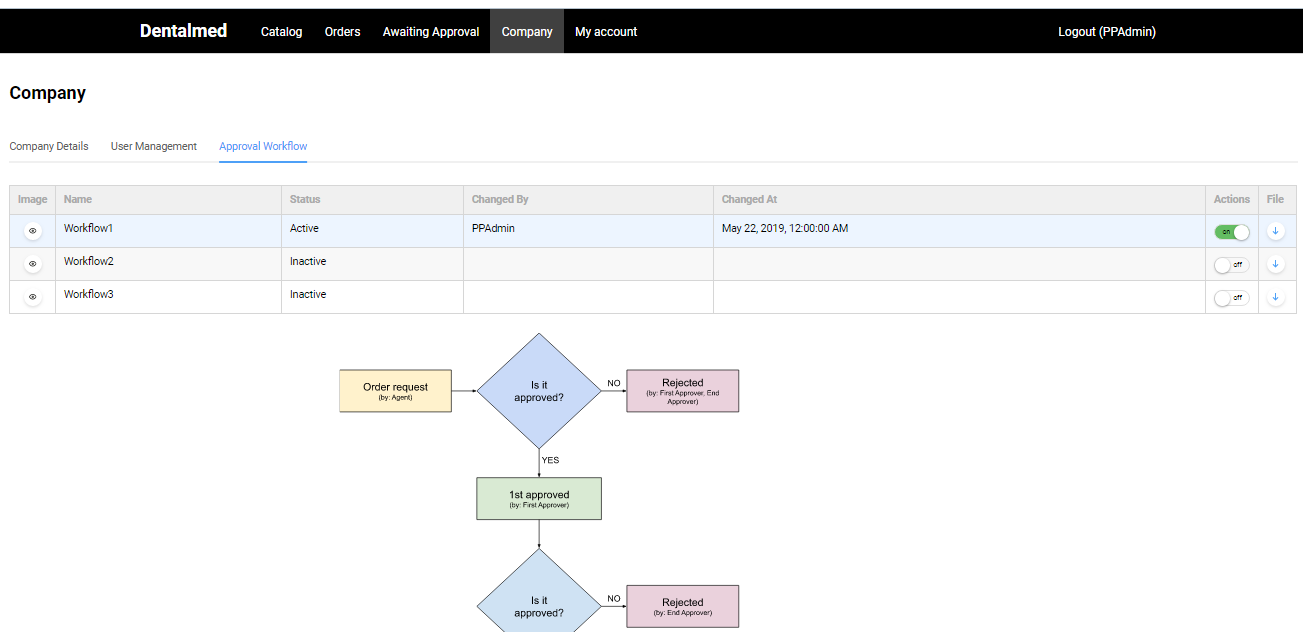 Dentalmed Catalog Orders Awaiting Approval Company My account Logout (PPAdmin)
Company
Company Details User Management Approval Workflow
Image Name Status Changed By Changed At Actions File
Workflow1 Active PPAdmin May 22, 2019, 12:00:00 AM on
Workflow2 Inactive off
Workflow3 Inactive off
Order request
(by: Agent)
Is it
approved?
NO
Rejected
(by: First Approver, End
Approver)
YES
1st approved
(by: First Approver)
Is it
approved?
NO
Rejected
(by: End Approver)